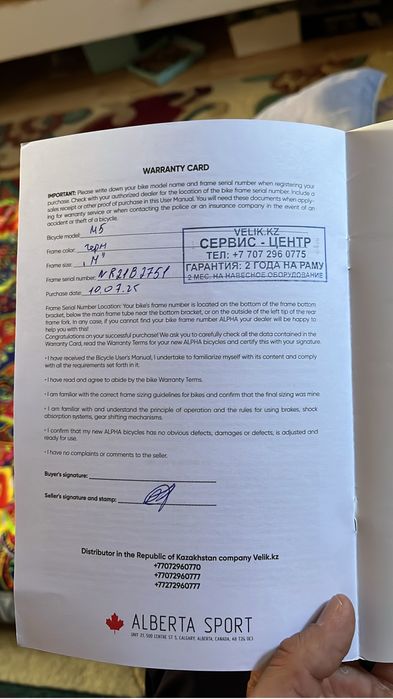 WARRANTY CARD
IMPORTANT: Please write down your bike model name and frame serial number when registering your
purchase. Check with your authorized dealer for the location of the bike frame serial number. Include a
sales receipt or other proof of purchase in this User Manual. You will need these documents when apply-
ing for warranty service or when contacting the police or an insurance company in the event of an
accident or theft of a bicycle.
Bicycle model: M5
Frame color: черн
Frame size: "M"
Frame serial number: NR21B2751
Purchase date: 10.07.25
VELIK.KZ
СЕРВИС - ЦЕНТР
ТЕЛ: +7 707 296 0775
ГАРАНТИЯ: 2 ГОДА НА РАМУ
2 МЕС. НА НАВЕСНОЕ ОБОРУДОВАНИЕ
Frame Serial Number Location: Your bike's frame number is located on the bottom of the frame bottom
bracket, below the main frame tube near the bottom bracket, or on the outside of the left tip of the rear
frame fork, In any case, if you cannot find your bike frame number ALPHA your dealer will be happy to
help you with this!
Congratulations on your successful purchase! We ask you to carefully check all the data contained in the
Warranty Card, read the Warranty Terms for your new ALPHA bicycles and certify this with your signature.
• I have received the Bicycle User's Manual, I undertake to familiarize myself with its content and comply
with all the requirements set forth in it.
• I have read and agree to abide by the bike Warranty Terms.
• I am familiar with the correct frame sizing guidelines for bikes and confirm that the final sizing was mine.
• I am familiar with and understand the principle of operation and the rules for using brakes, shock
absorption systems, gear shifting mechanisms.
• I confirm that my new ALPHA bicycles has no obvious defects, damages or defects, is adjusted and
ready for use.
• I have no complaints or comments to the seller.
Buyer's signature:
Seller's signature and stamp:
Distributor in the Republic of Kazakhstan company Velik.kz
+77072960770
+77072960777
+77272960777
ALBERTA SPORT
UNIT 27, 500 CENTRE ST S, CALGARY, ALBERTA, CANADA, AB T2G 0E3